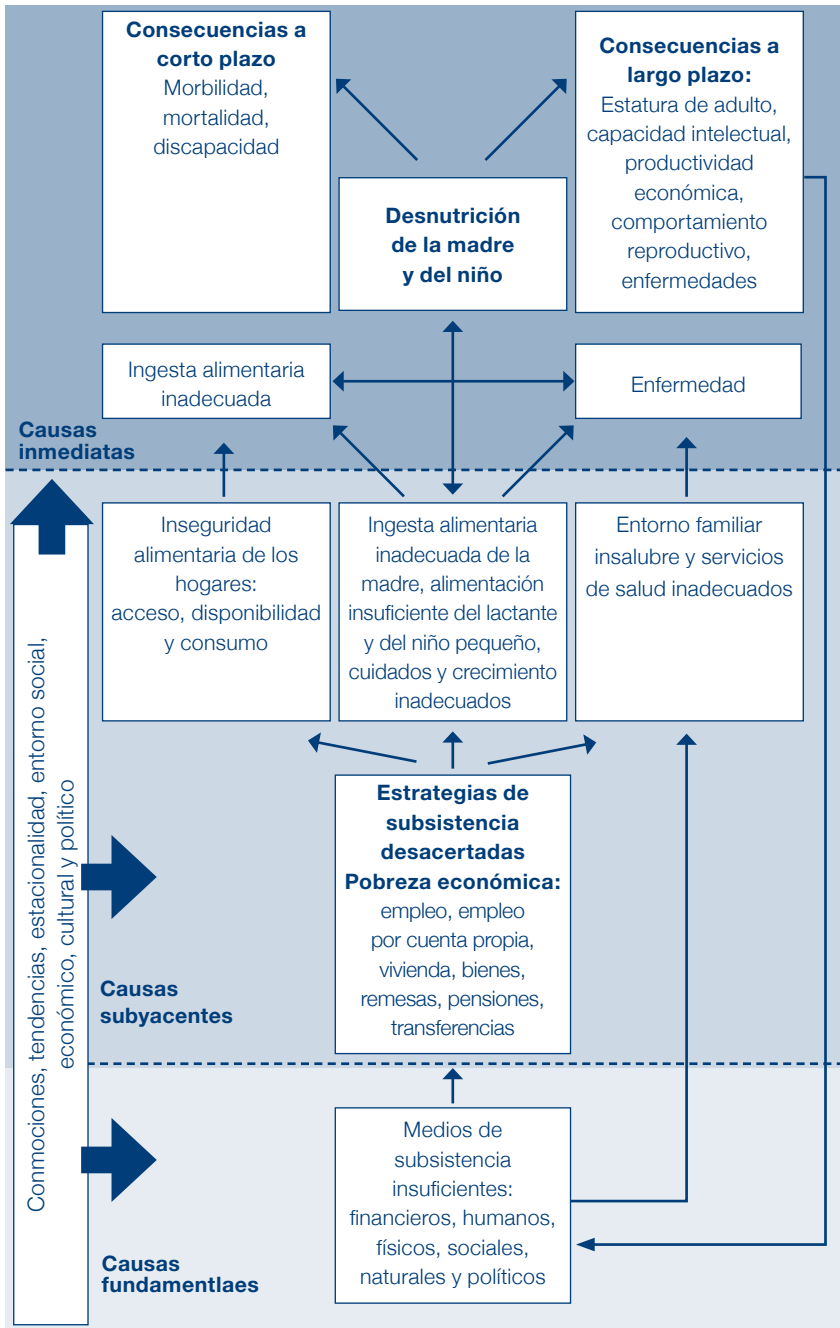 Consecuencias a
corto plazo
Morbilidad,
mortalidad,
discapacidad
Consecuencias a
largo plazo:
Estatura de adulto,
capacidad intelectual,
productividad
económica,
comportamiento
reproductivo,
enfermedades
Desnutrición
de la madre
y del niño
Ingesta alimentaria
inadecuada
Enfermedad
Causas
inmediatas
Inseguridad
alimentaria de los
hogares:
acceso, disponibilidad
y consumo
Ingesta alimentaria
inadecuada de la
madre, alimentación
insuficiente del lactante
y del niño pequeño,
cuidados y crecimiento
inadecuados
Entorno familiar
insalubre y servicios
de salud inadecuados
Conmociones, tendencias, estacionalidad, entorno social,
económico, cultural y político
Estrategias de
subsistencia
desacertadas
Pobreza económica:
empleo, empleo
por cuenta propia,
vivienda, bienes,
remesas, pensiones,
transferencias
Causas
subyacentes
Medios de
subsistencia
insuficientes:
financieros, humanos,
físicos, sociales,
naturales y políticos
Causas
fundamentlaes